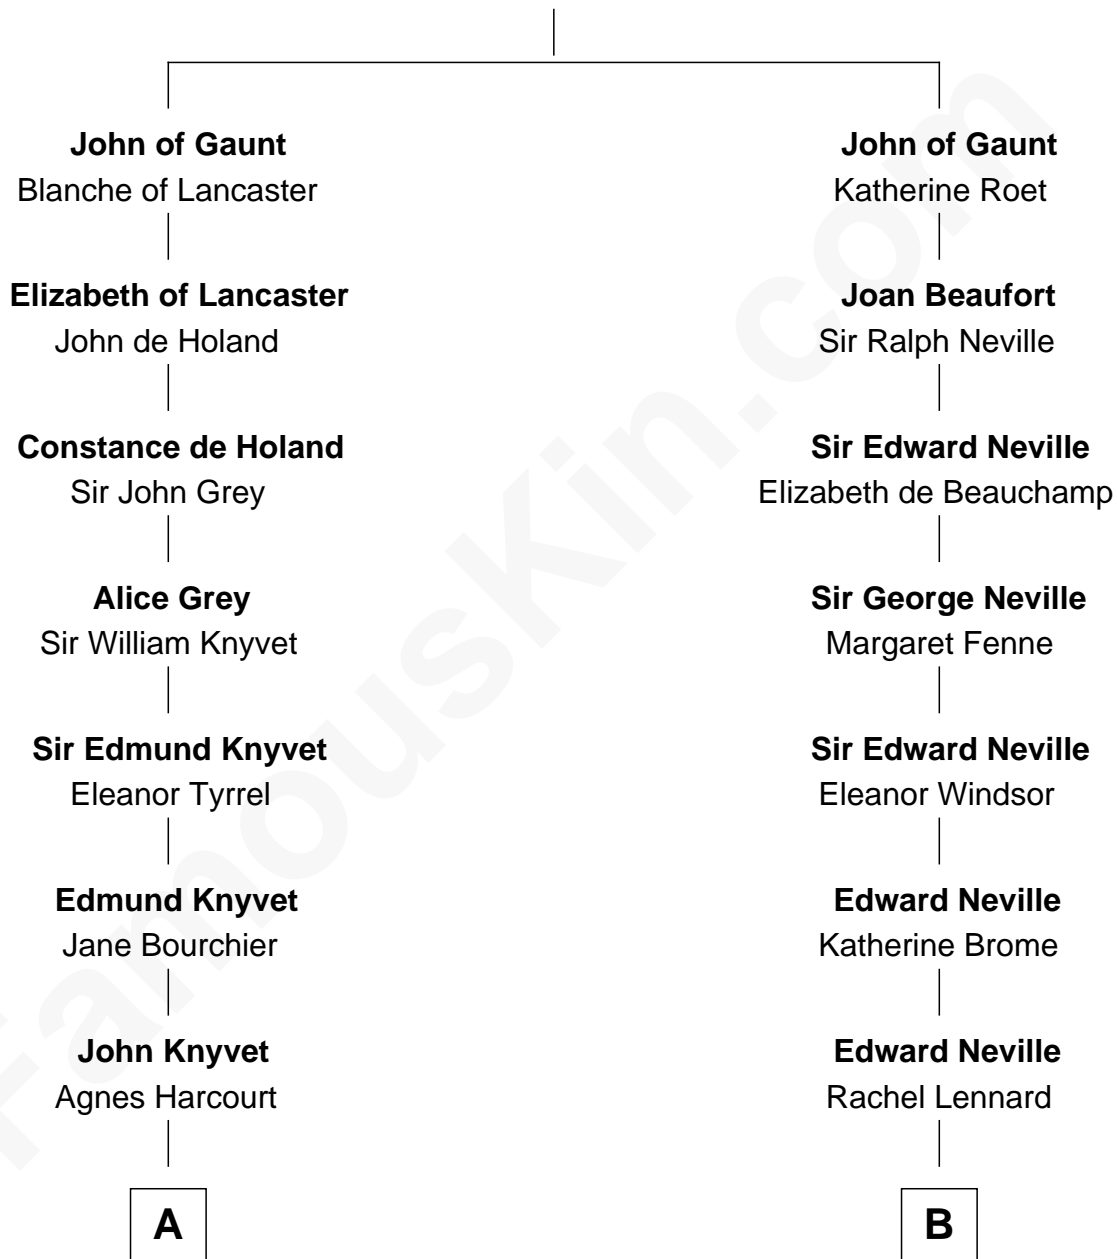 John of Gaunt
Blanche of Lancaster
Elizabeth of Lancaster
John de Holand
Constance de Holand
Sir John Grey
Alice Grey
Sir William Knyvet
Sir Edmund Knyvet
Eleanor Tyrrel
Edmund Knyvet
Jane Bourchier
John Knyvet
Agnes Harcourt
A
John of Gaunt
Katherine Roet
Joan Beaufort
Sir Ralph Neville
Sir Edward Neville
Elizabeth de Beauchamp
Sir George Neville
Margaret Fenne
Sir Edward Neville
Eleanor Windsor
Edward Neville
Katherine Brome
Edward Neville
Rachel Lennard
B
FamousKin.com